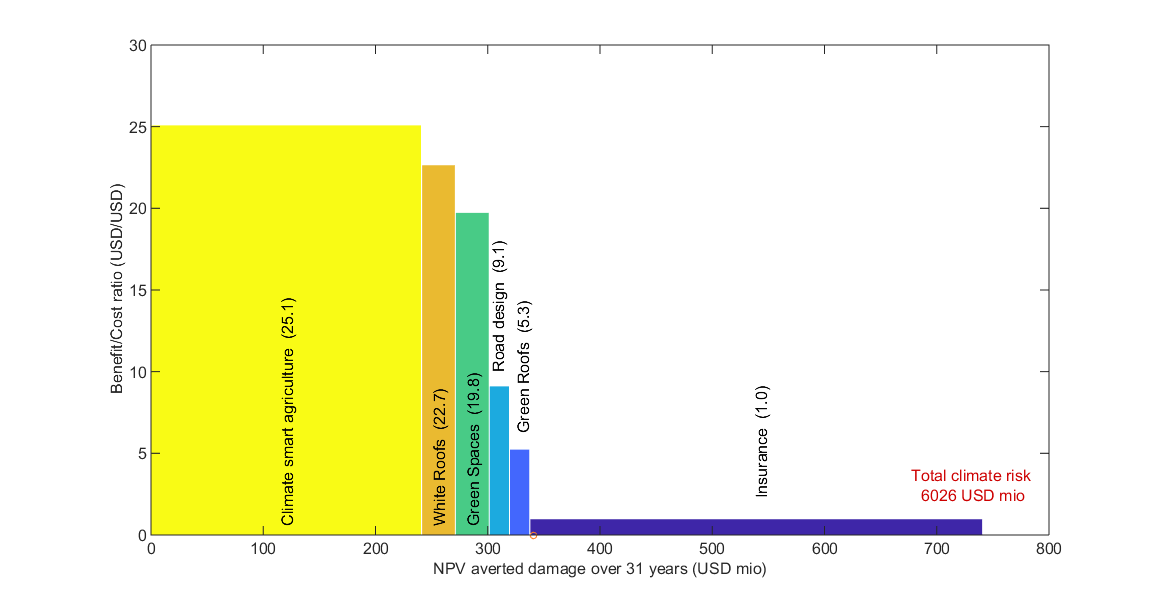 30
25
20
15
10
5
0
Benefit/Cost ratio (USD/USD)
Climate smart agriculture (25.1)
White Roofs (22.7)
Green Spaces (19.8)
Road design (9.1)
Green Roofs (5.3)
Insurance (1.0)
Total climate risk
6026 USD mio
0 100 200 300 400 500 600 700 800
NPV averted damage over 31 years (USD mio)